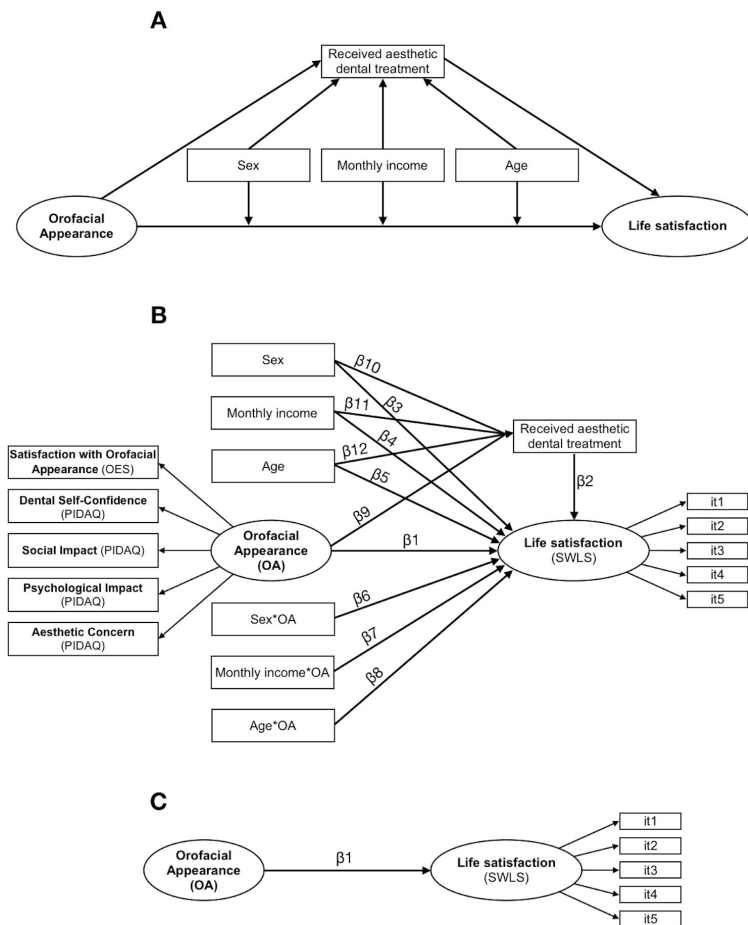 A
Received aesthetic
dental treatment
Sex
Monthly income
Age
Orofacial
Appearance
Life satisfaction
B
Sex
Monthly income
Age
β10
β3
β11
β4
β12
β5
β9
Received aesthetic
dental treatment
β2
Satisfaction with Orofacial
Appearance (OES)
Dental Self-Confidence
(PIDAQ)
Social Impact (PIDAQ)
Psychological Impact
(PIDAQ)
Aesthetic Concern
(PIDAQ)
Orofacial
Appearance
(OA)
β1
Life satisfaction
(SWLS)
it1
it2
it3
it4
it5
Sex*OA
Monthly income*OA
Age*OA
β6
β7
β8
C
Orofacial
Appearance
(OA)
β1
Life satisfaction
(SWLS)
it1
it2
it3
it4
it5